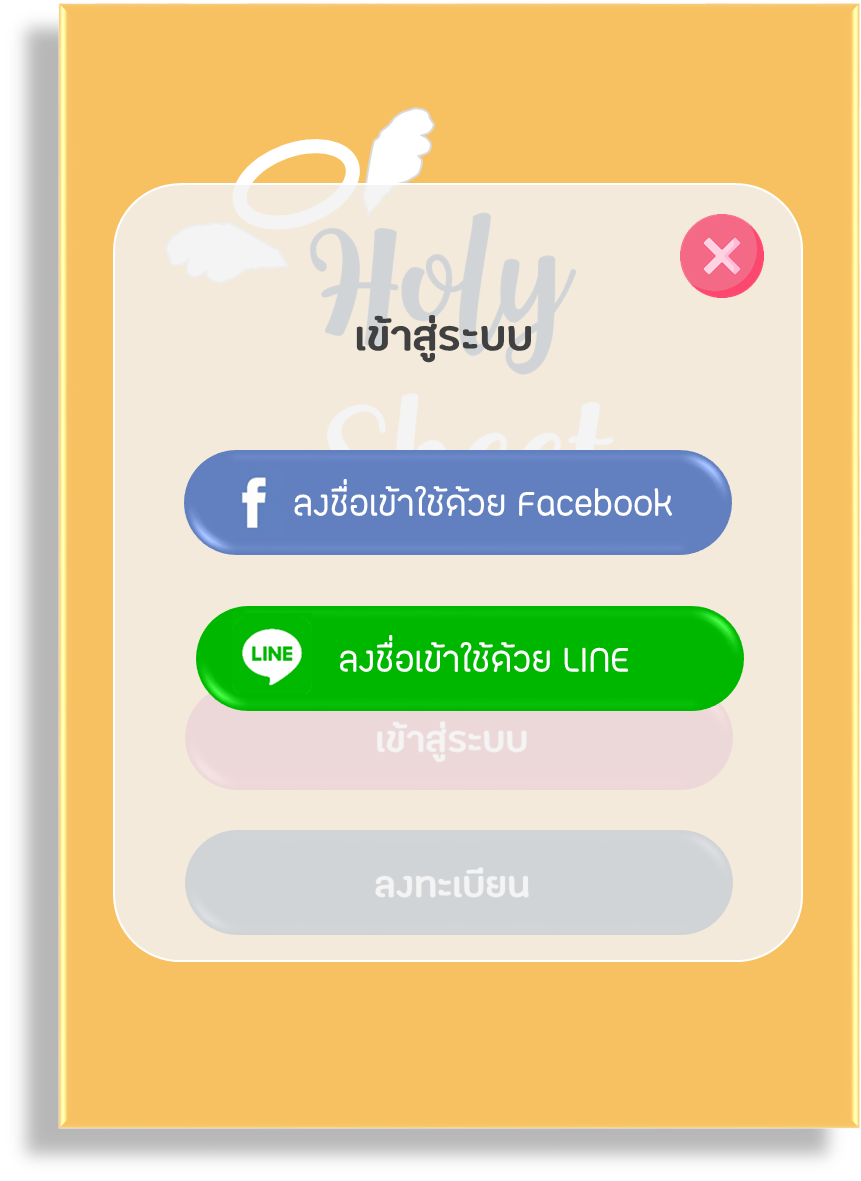 Holy
เข้าสู่ระบบ
Sheet
ลงชื่อเข้าใช้ด้วย Facebook
LINE ลงชื่อเข้าใช้ด้วย LINE
เข้าสู่ระบบ
ลงทะเบียน